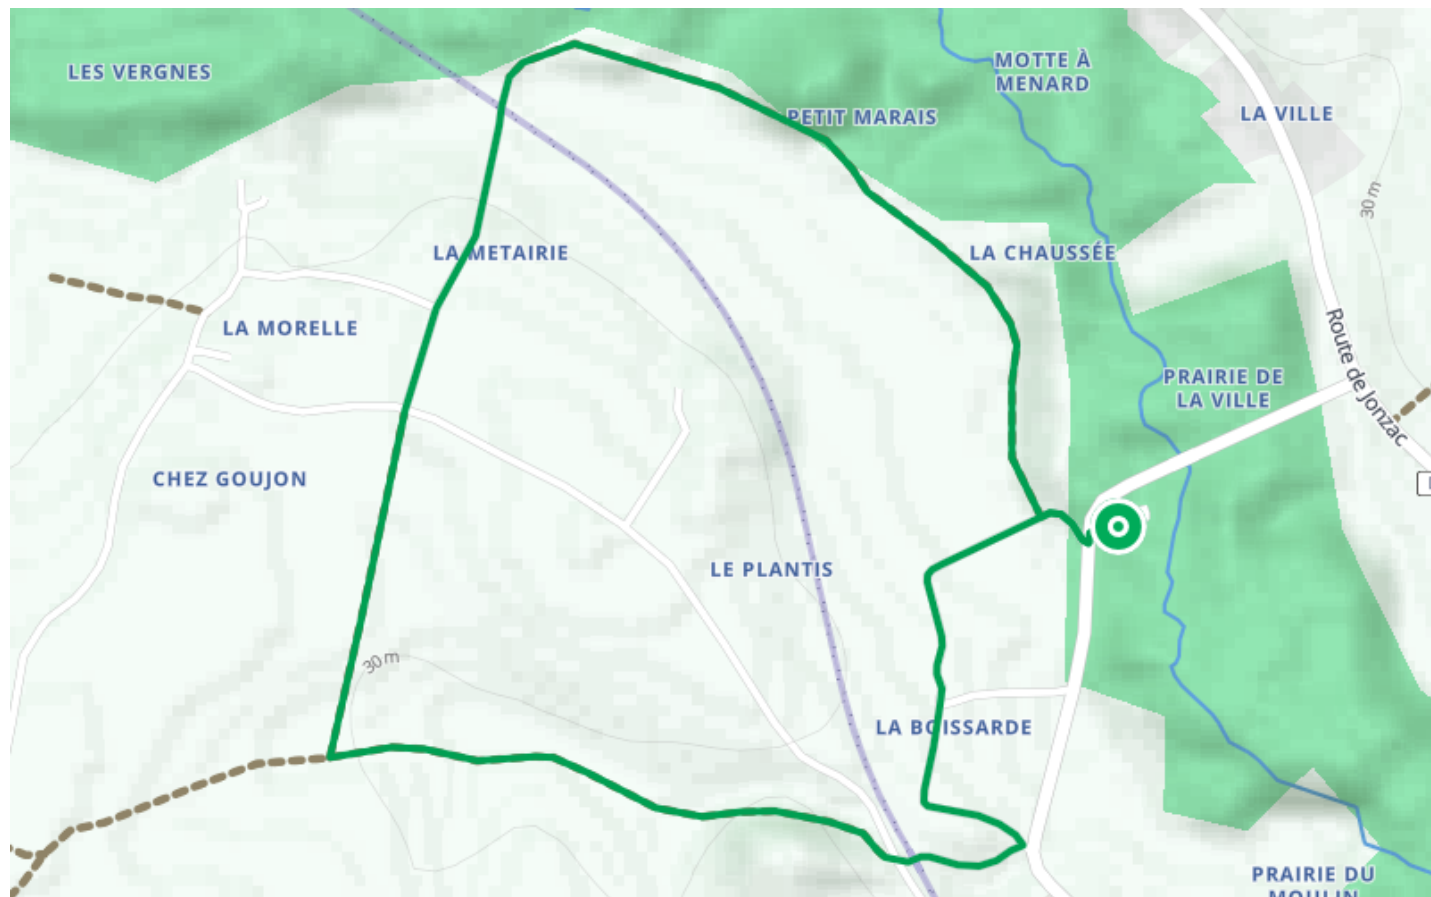 LES VERGNES
MOTTE À
MENARD
PETIT MARAIS
LA VILLE
30 m
LA METAIRIE
LA CHAUSSÉE
LA MORELLE
Route de Jonzac
PRAIRIE DE
LA VILLE
CHEZ GOUJON
LE PLANTIS
30 m
LA BOISSARDE
PRAIRIE DU
MOULIN